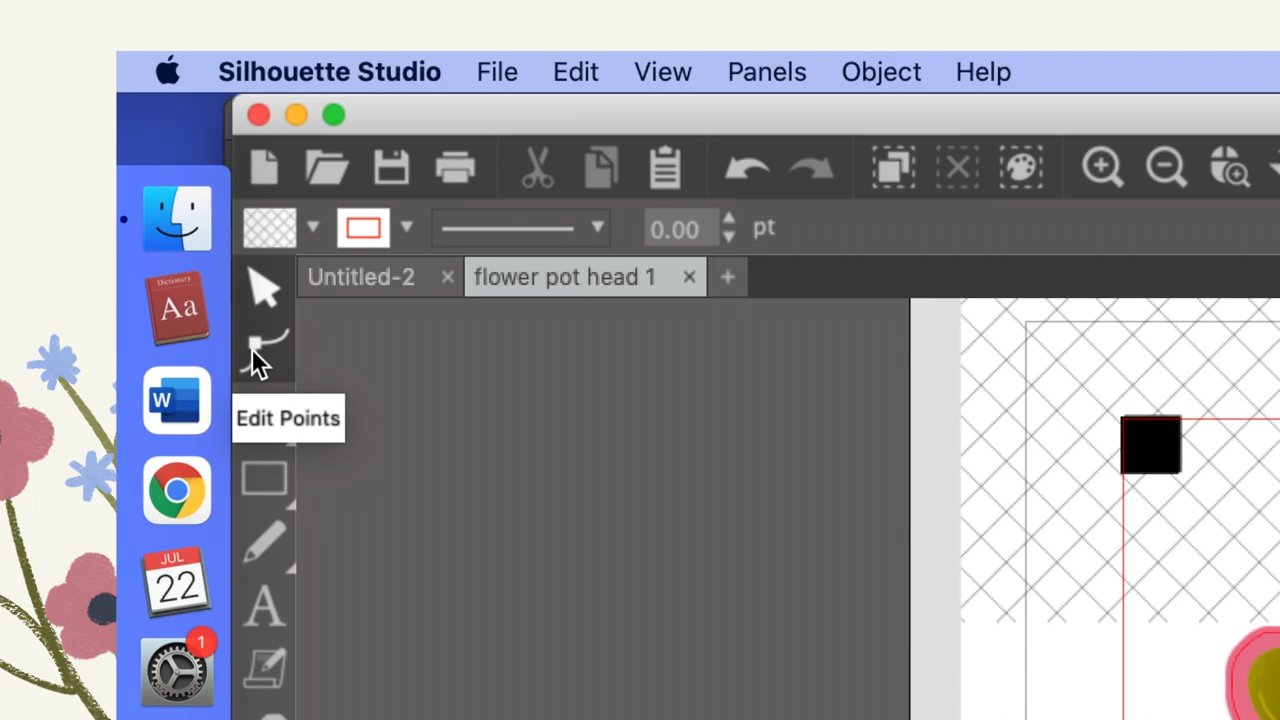 Silhouette Studio File Edit View Panels Object Help
0.00 pt
Untitled-2 flower pot head 1
Dictionary
Aa
Edit Points
W
JUL
22
A
1